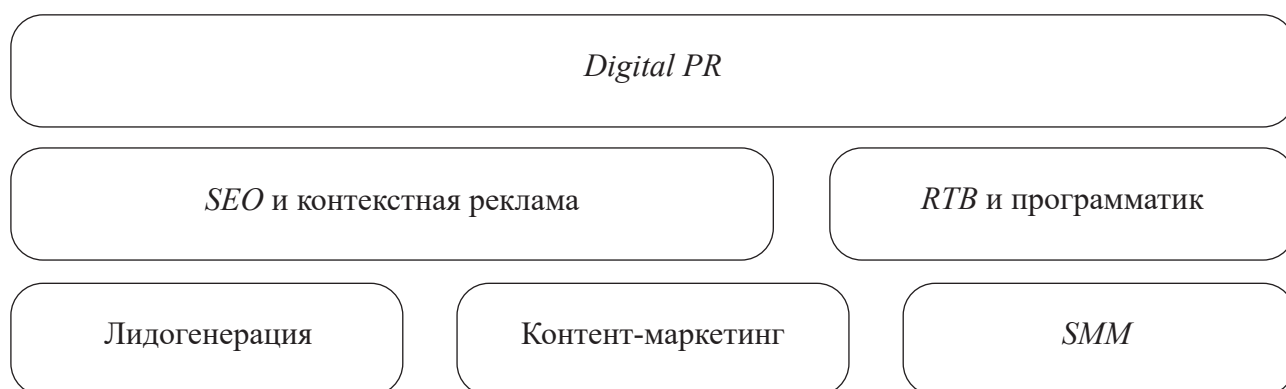 Digital PR
SEO и контекстная реклама
RTB и программатик
Лидогенерация
Контент-маркетинг
SMM